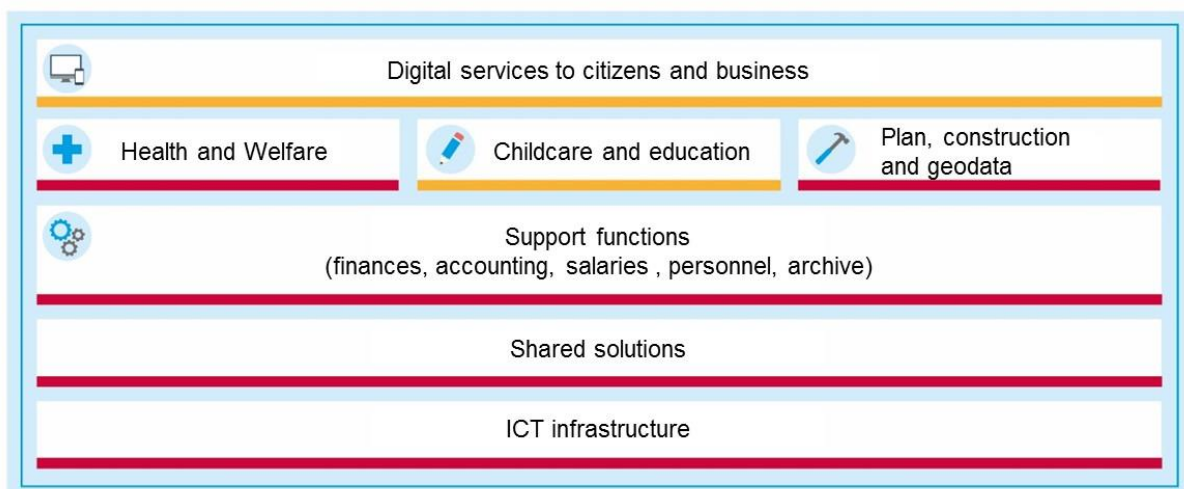 Digital services to citizens and business
Health and Welfare
Childcare and education
Plan, construction
and geodata
Support functions
(finances, accounting, salaries , personnel, archive)
Shared solutions
ICT infrastructure